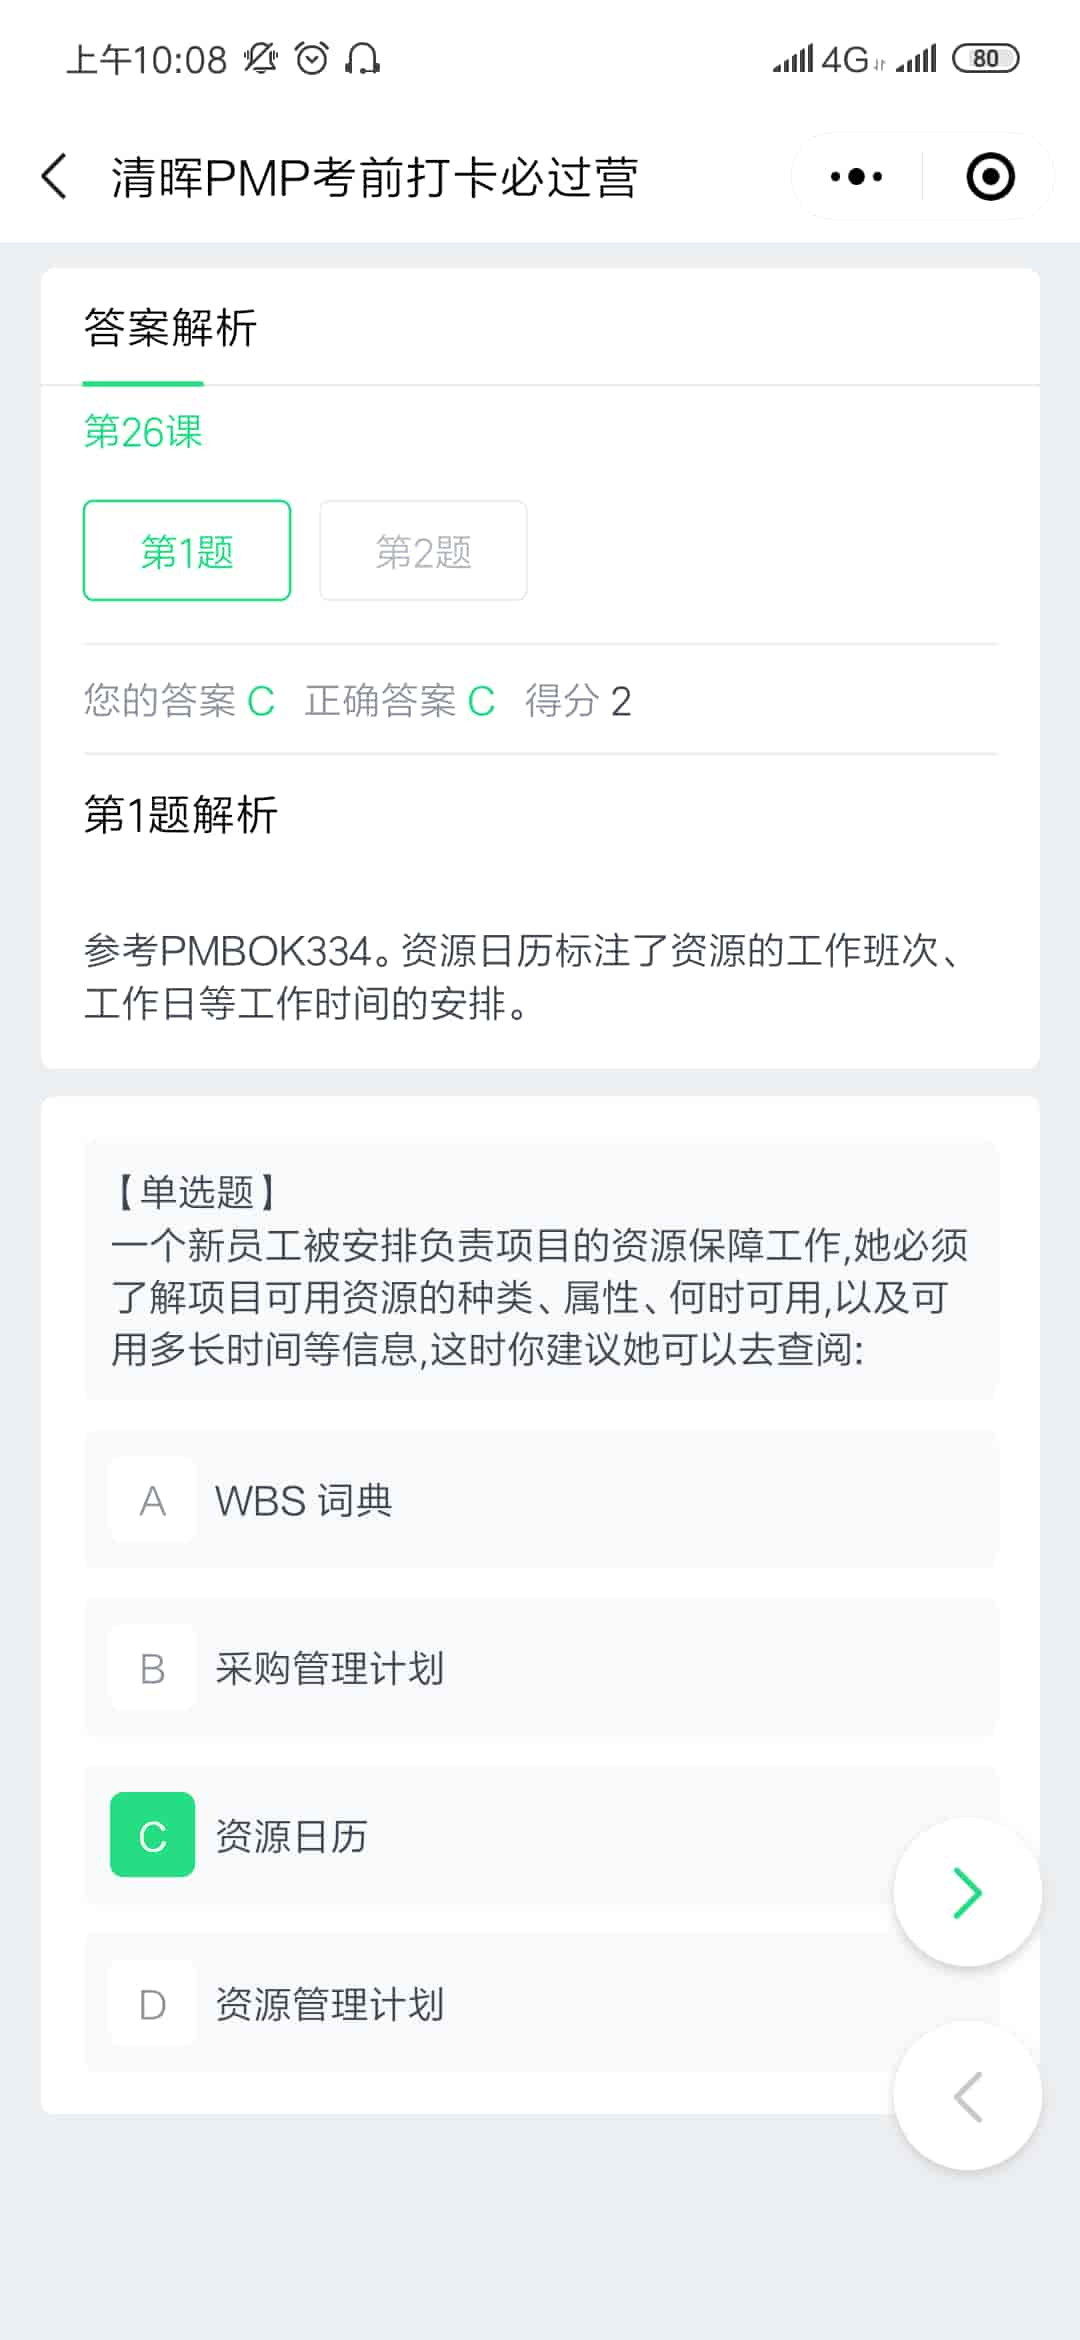 上午10:08 4G 80
清晖PMP考前打卡必过营
答案解析
第26课
第1题 第2题
您的答案 C 正确答案 C 得分 2
第1题解析
参考PMBOK334。资源日历标注了资源的工作班次、
工作日等工作时间的安排。
【单选题】
一个新员工被安排负责项目的资源保障工作,她必须
了解项目可用资源的种类、属性、何时可用,以及可
用多长时间等信息,这时你建议她可以去查阅:
A WBS 词典
B 采购管理计划
C 资源日历
D 资源管理计划